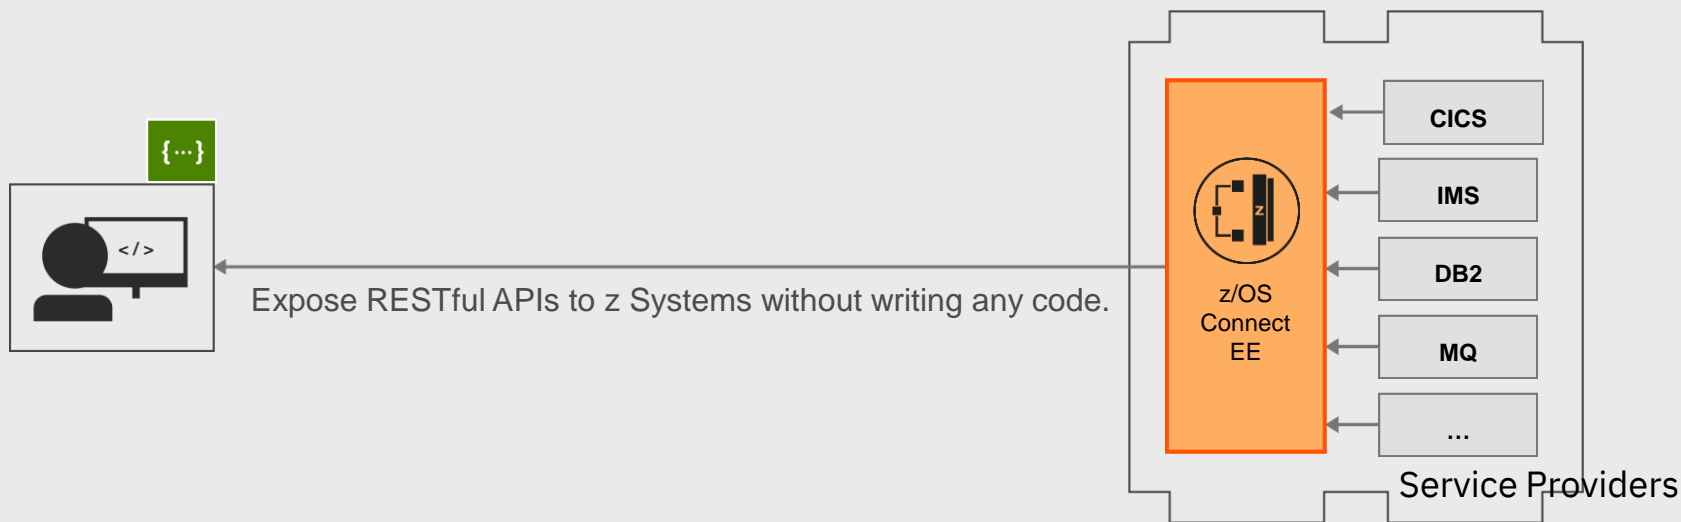 {···}
</>
Expose RESTful APIs to z Systems without writing any code.
z
z/OS
Connect
EE
CICS
IMS
DB2
MQ
...
Service Providers